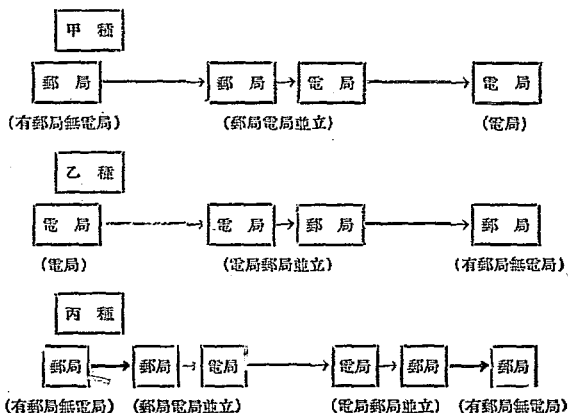 甲種
郵局 郵局 電局 電局
(有郵局無電局) (郵局電局並立) (電局)
乙種
電局 電局 郵局 郵局
(電局) (電局郵局並立) (有郵局無電局)
丙種
郵局 郵局 電局 電局 郵局 郵局
(有郵局無電局) (郵局電局並立) (電局郵局並立) (有郵局無電局)